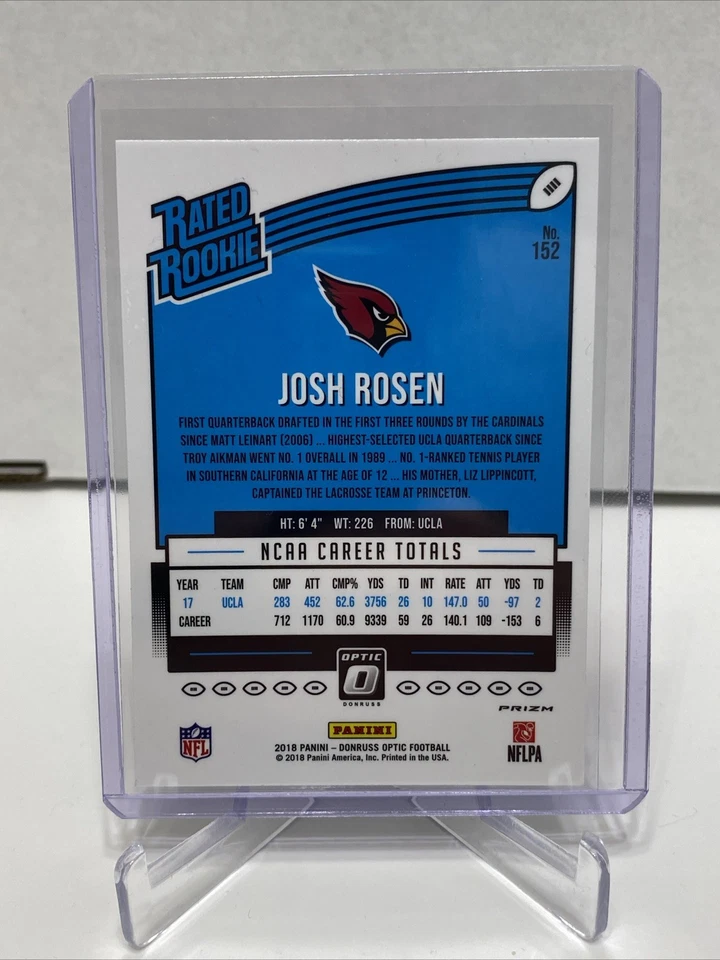 RATED
ROOKIE
No.
152
JOSH ROSEN
FIRST QUARTERBACK DRAFTED IN THE FIRST THREE ROUNDS BY THE CARDINALS
SINCE MATT LEINART (2006) ... HIGHEST-SELECTED UCLA QUARTERBACK SINCE
TROY AIKMAN WENT NO. 1 OVERALL IN 1989 ... NO. 1-RANKED TENNIS PLAYER
IN SOUTHERN CALIFORNIA AT THE AGE OF 12 ... HIS MOTHER, LIZ LIPPINCOTT,
CAPTAINED THE LACROSSE TEAM AT PRINCETON.
HT: 6' 4" WT: 226 FROM: UCLA
NCAA CAREER TOTALS
YEAR TEAM CMP ATT CMP% YDS TD INT RATE ATT YDS TD
17 UCLA 283 452 62.6 3756 26 10 147.0 50 -97 2
CAREER 712 1170 60.9 9339 59 26 140.1 109 -153 6
OPTIC
O
DONRUSS
PRIZM
NFL
PANINI
NFLPA
2018 PANINI – DONRUSS OPTIC FOOTBALL
© 2018 Panini America, Inc. Printed in the USA.